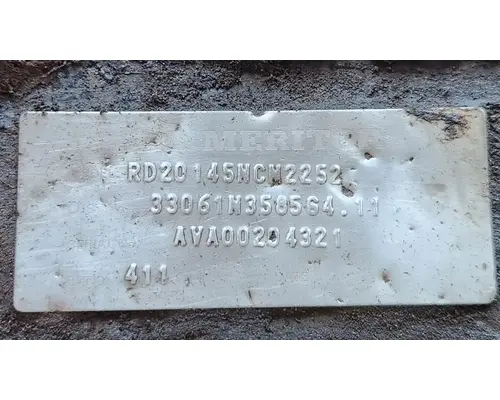 MERITOR
RD20145NCM2252
33061M358564.11
AVA00204321
411